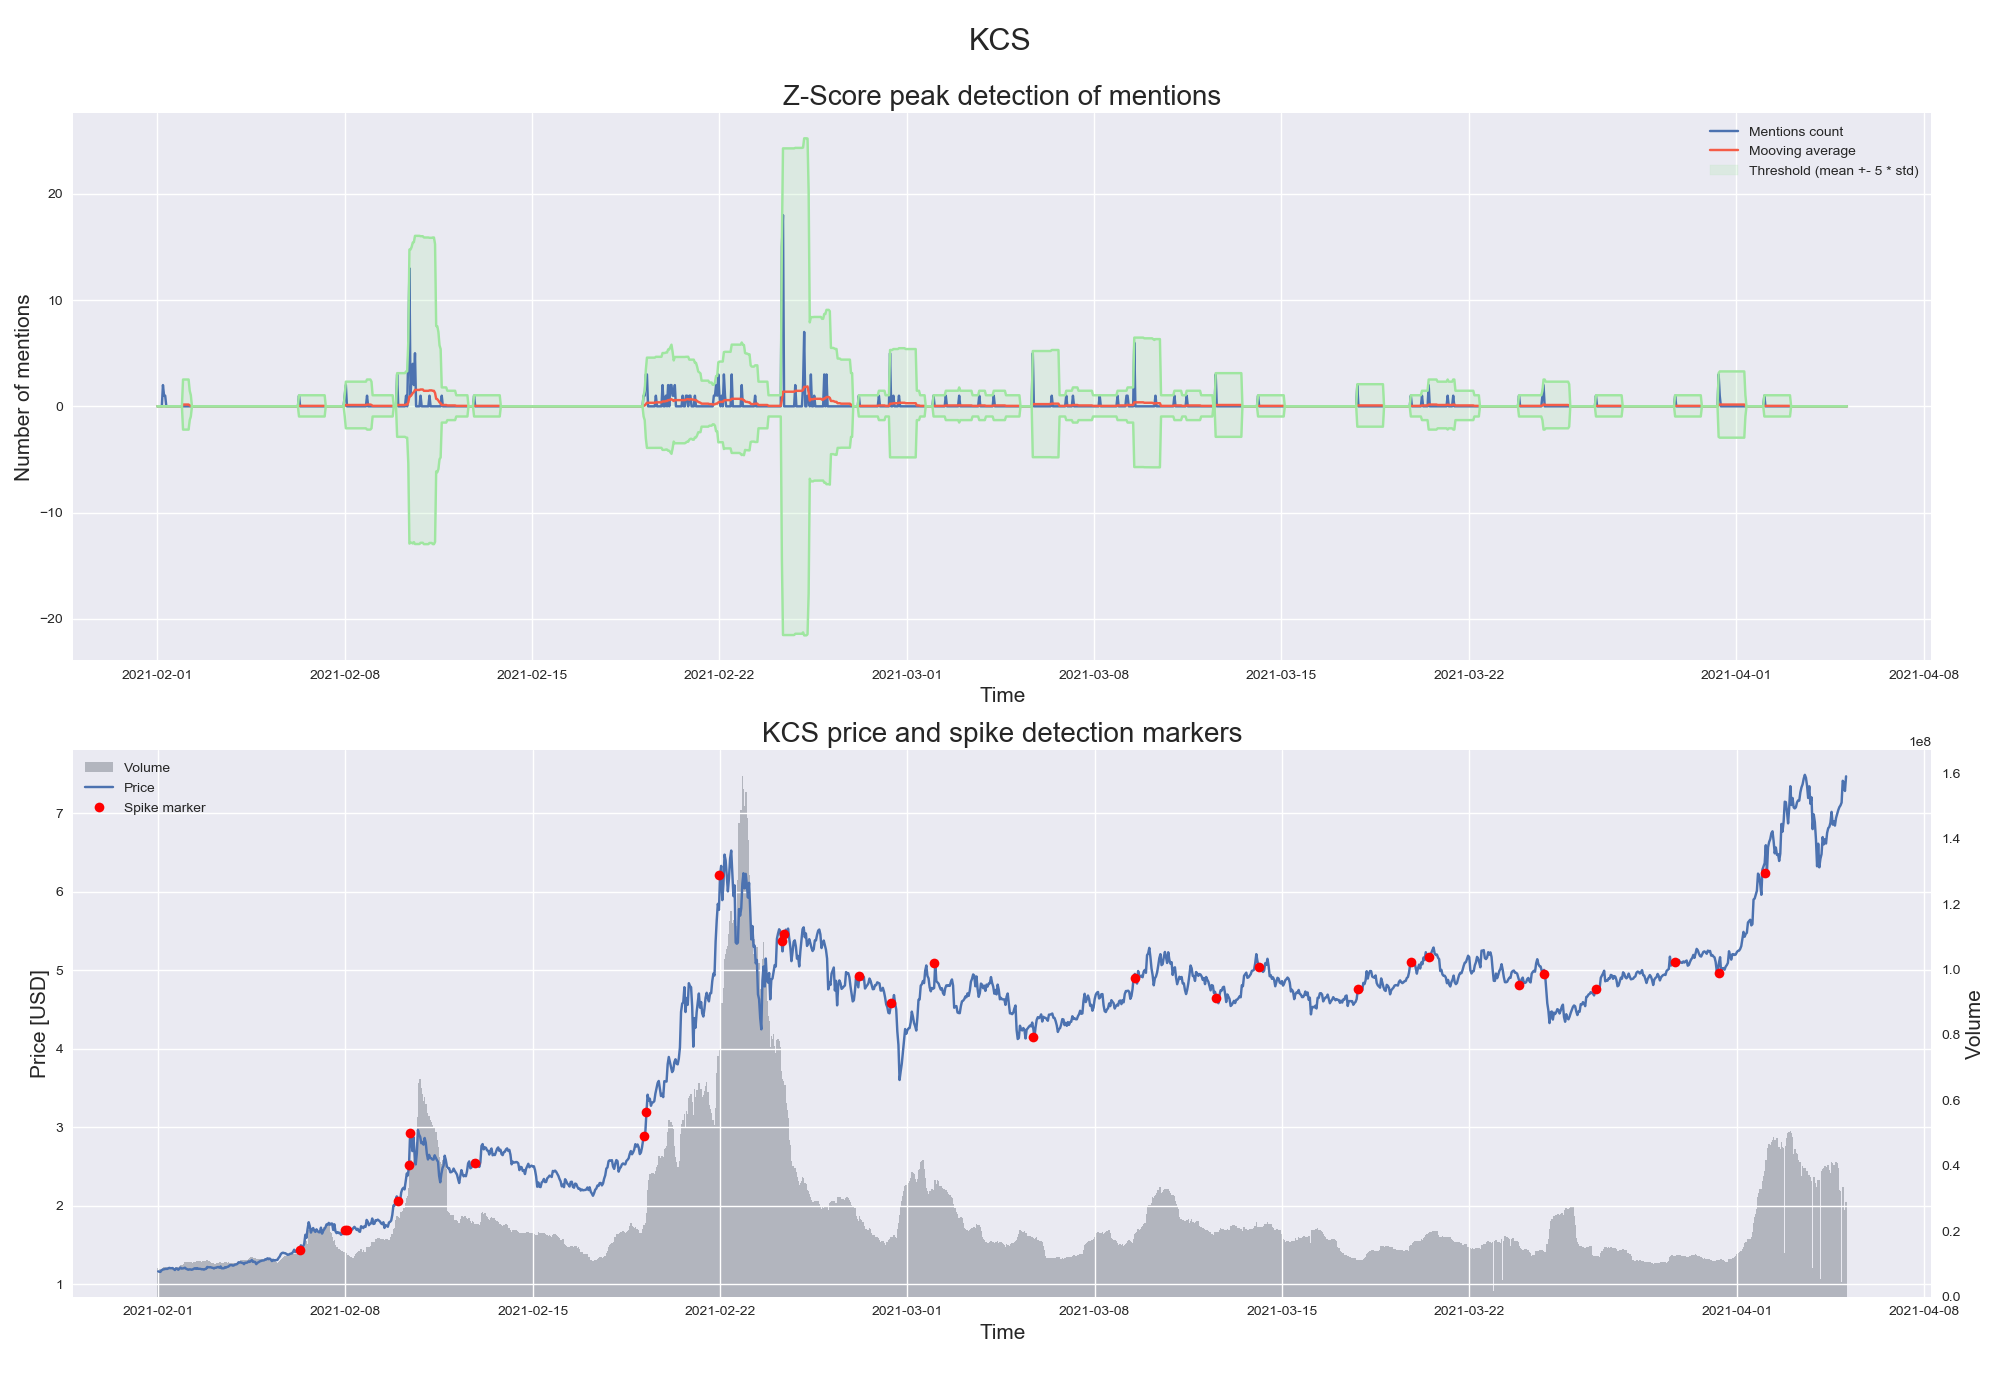 KCS
Z-Score peak detection of mentions
Mentions count
Mooving average
Threshold (mean +- 5 * std)
Number of mentions
20
10
0
−10
−20
2021-02-01 2021-02-08 2021-02-15 2021-02-22 2021-03-01 2021-03-08 2021-03-15 2021-03-22 2021-04-01 2021-04-08
Time
KCS price and spike detection markers
1e8
Volume
Price
Spike marker
Price [USD]
7
6
5
4
3
2
1
1.6
1.4
1.2
1.0
0.8
0.6
0.4
0.2
0.0
Volume
2021-02-01 2021-02-08 2021-02-15 2021-02-22 2021-03-01 2021-03-08 2021-03-15 2021-03-22 2021-04-01 2021-04-08
Time